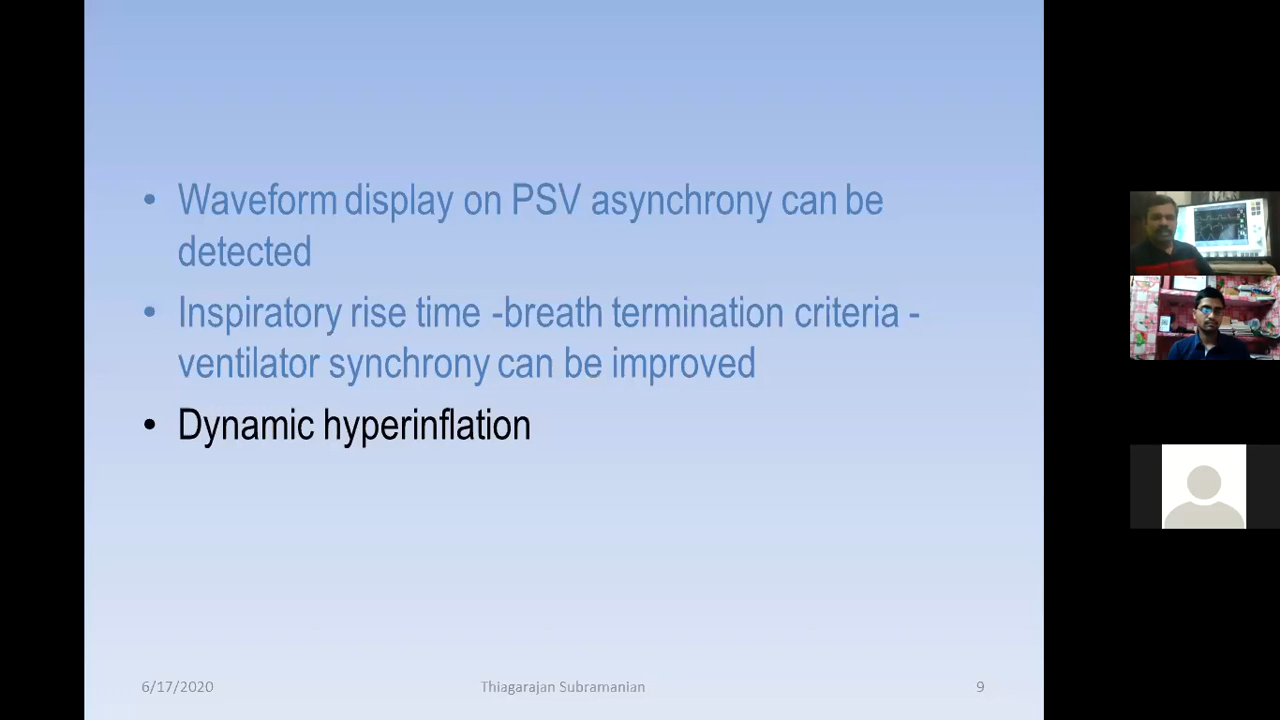 • Waveform display on PSV asynchrony can be
detected
• Inspiratory rise time -breath termination criteria -
ventilator synchrony can be improved
• Dynamic hyperinflation
6/17/2020
Thiagarajan Subramanian
9